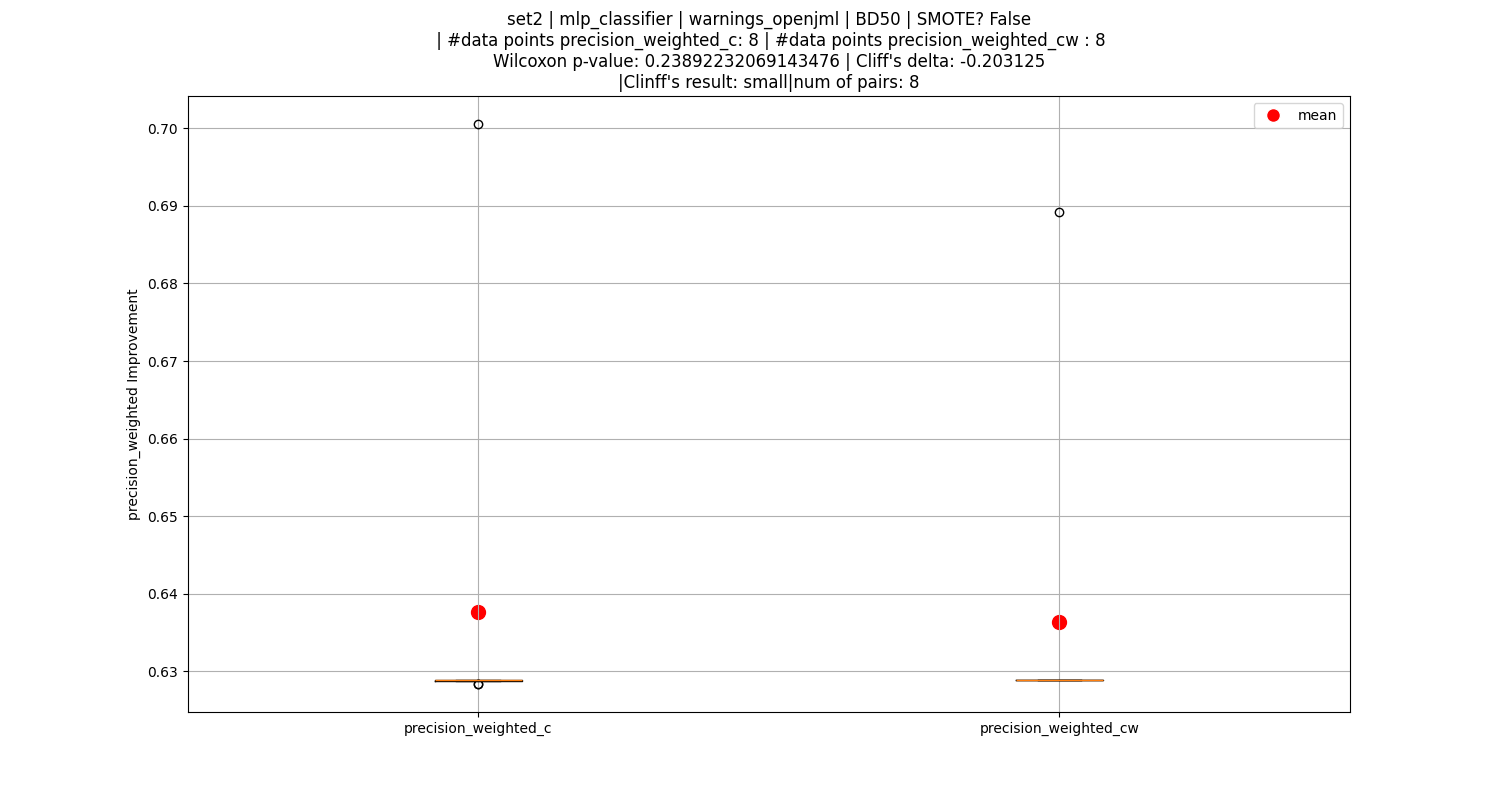 set2 | mlp_classifier | warnings_openjml | BD50 | SMOTE? False
| #data points precision_weighted_c: 8 | #data points precision_weighted_cw : 8
Wilcoxon p-value: 0.23892232069143476 | Cliff's delta: -0.203125
|Clinff's result: small|num of pairs: 8
mean
precision_weighted Improvement
0.70
0.69
0.68
0.67
0.66
0.65
0.64
0.63
precision_weighted_c
precision_weighted_cw